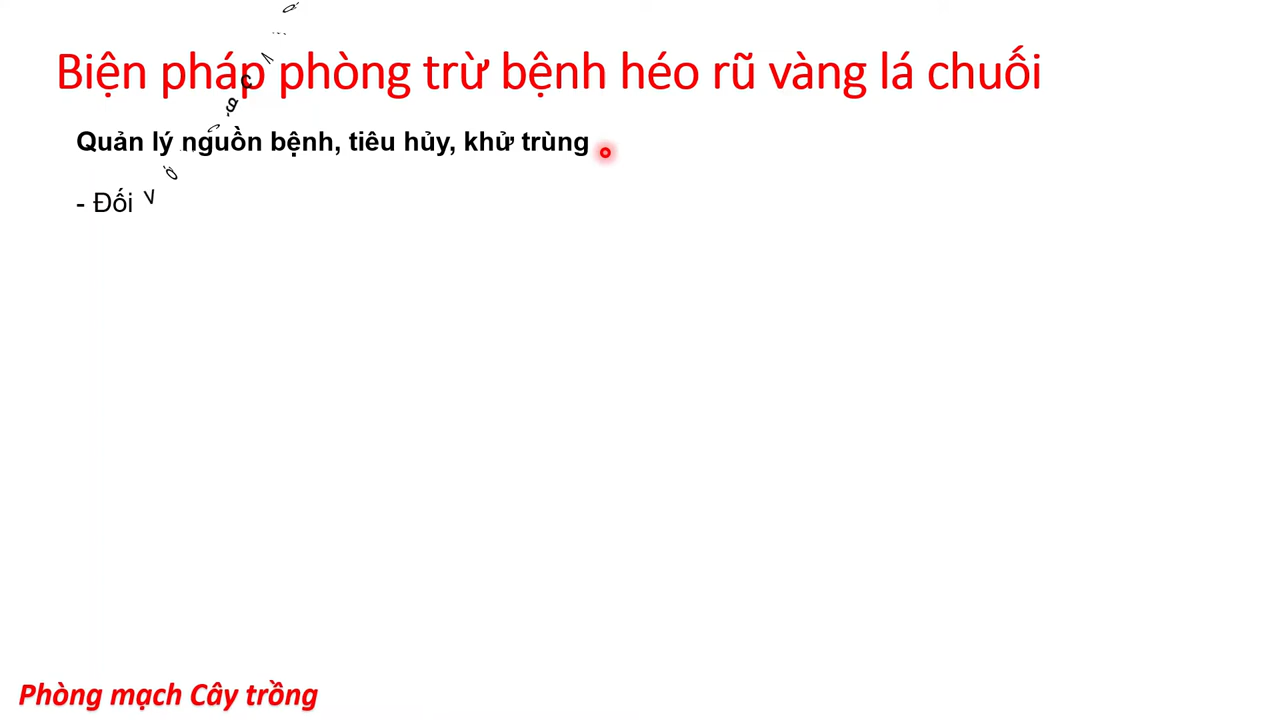 Biện pháp phòng trừ bệnh héo rũ vàng lá chuối
Quản lý nguồn bệnh, tiêu hủy, khử trùng
- Đối
Phòng mạch Cây trồng